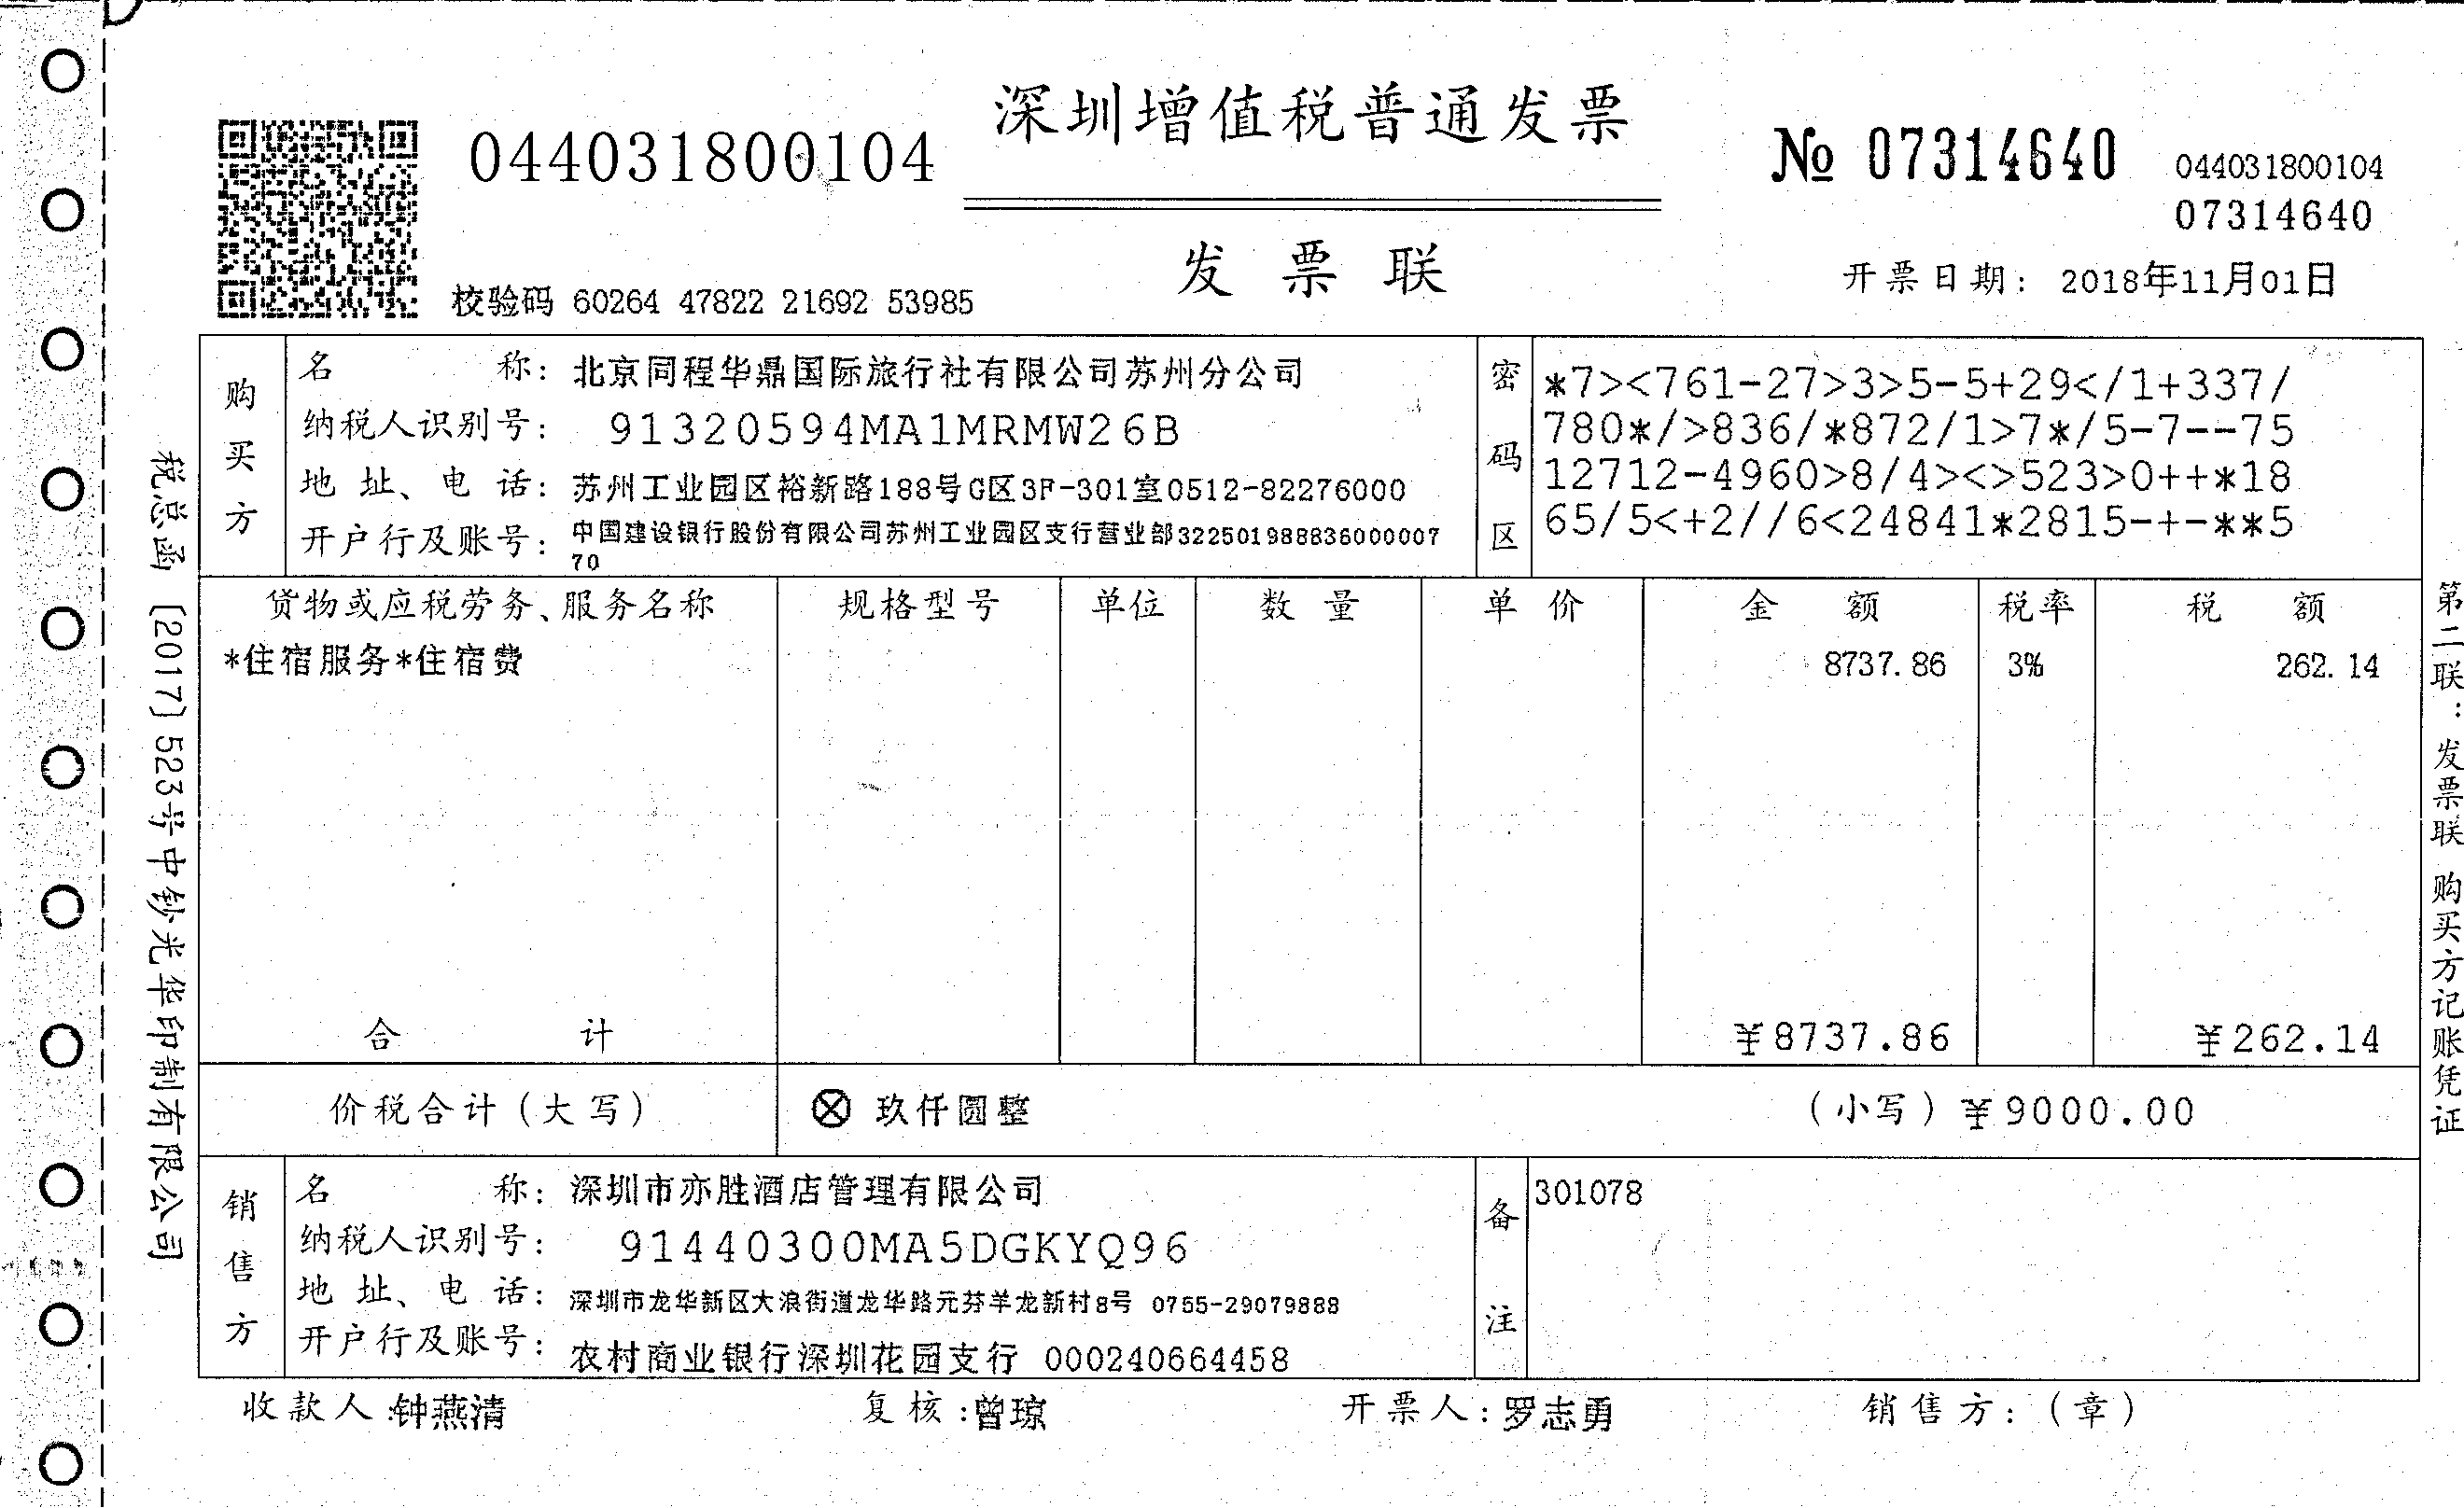 深圳增值税普通发票
044031800104
№ 07314640
044031800104
07314640
发票联
校验码 60264 47822 21692 53985
开票日期： 2018年11月01日
购买方
名称：北京同程华鼎国际旅行社有限公司苏州分公司
纳税人识别号： 91320594MA1MRMW26B
地址、电话：苏州工业园区裕新路188号G区3F-301室0512-82276000
开户行及账号：中国建设银行股份有限公司苏州工业园区支行营业部322501988836000007
70
密码区
*7><761-27>3>5-5+29</1+337/
780*/>836/*872/1>7*/5-7--75
12712-4960>8/4><>523>0++*18
65/5<+2//6<24841*2815-+-**5
货物或应税劳务、服务名称 规格型号 单位 数量 单价 金额 税率 税额
*住宿服务*住宿费 8737.86 3% 262.14
合计 ¥8737.86 ¥262.14
价税合计（大写） ⊗ 玖仟圆整 （小写）¥9000.00
销售方
名称：深圳市亦胜酒店管理有限公司
纳税人识别号： 91440300MA5DGKYQ96
地址、电话：深圳市龙华新区大浪街道龙华路元芬羊龙新村8号 0755-29079888
开户行及账号：农村商业银行深圳花园支行 000240664458
备注
301078
收款人:钟燕清 复核:曾琼 开票人:罗志勇 销售方：（章）
税总函〔2017〕523号中钞光华印制有限公司
第二联：发票联 购买方记账凭证